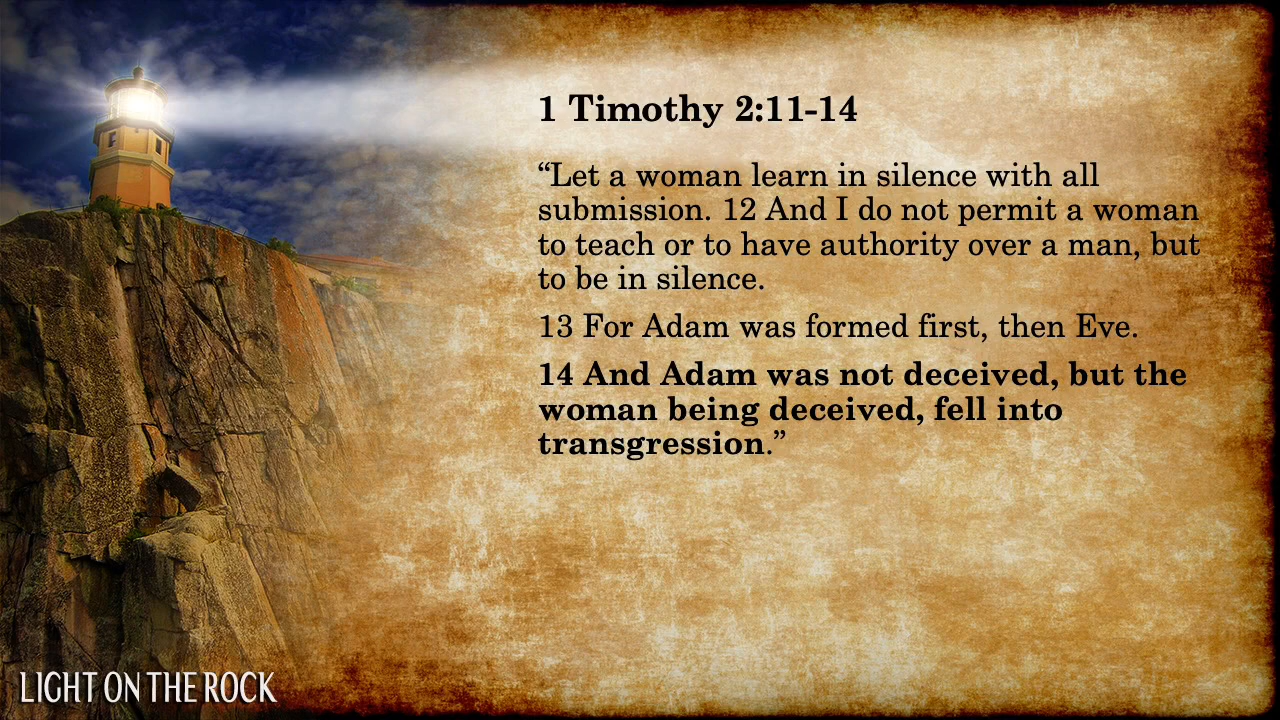 1 Timothy 2:11-14
“Let a woman learn in silence with all
submission. 12 And I do not permit a woman
to teach or to have authority over a man, but
to be in silence.
13 For Adam was formed first, then Eve.
14 And Adam was not deceived, but the
woman being deceived, fell into
transgression.”
LIGHT ON THE ROCK